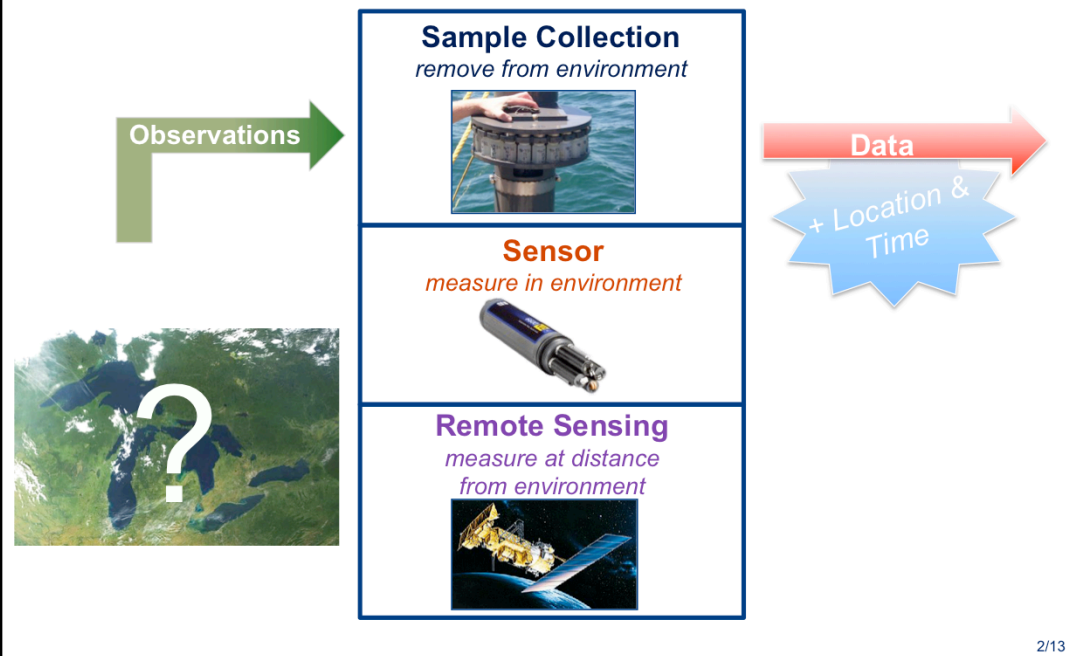 Observations
Sample Collection
remove from environment
Sensor
measure in environment
Remote Sensing
measure at distance
from environment
Data
+ Location &
Time
?
2/13